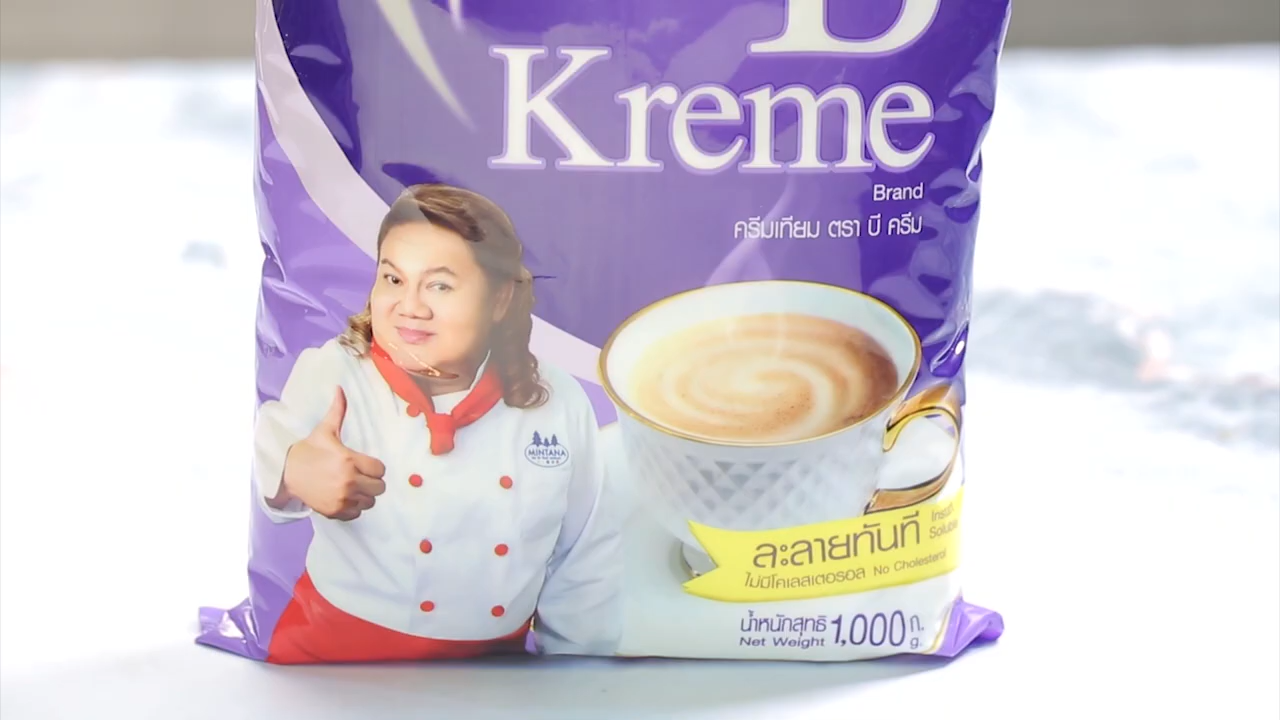 B
Kreme
Brand
ครีมเทียม ตรา บี ครีม
MINTANA
ละลายทันที
ไม่มีโคเลสเตอรอล No Cholesterol
น้ำหนักสุทธิ 1,000 ก.
Net Weight g.